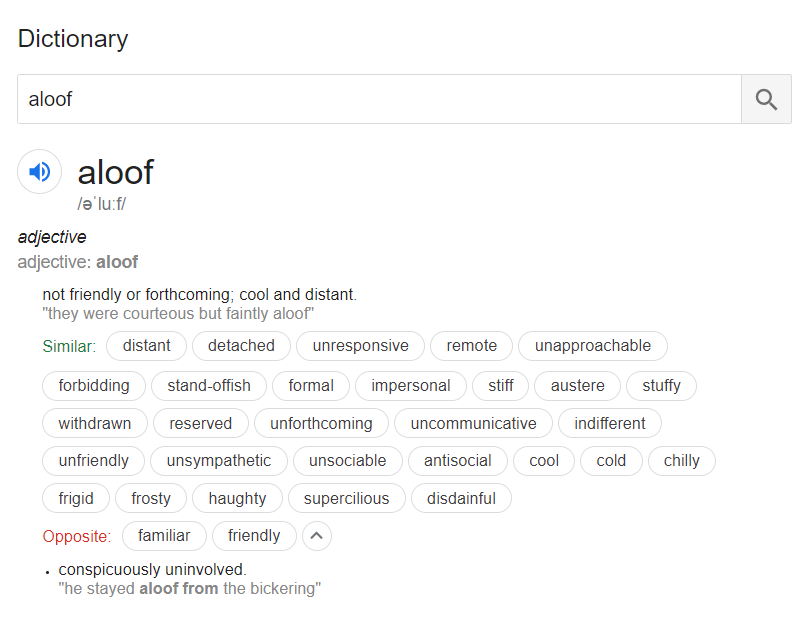 Dictionary
aloof
aloof
/əˈluːf/
adjective
adjective: aloof
not friendly or forthcoming; cool and distant.
"they were courteous but faintly aloof"
Similar: distant detached unresponsive remote unapproachable
forbidding stand-offish formal impersonal stiff austere stuffy
withdrawn reserved unforthcoming uncommunicative indifferent
unfriendly unsympathetic unsociable antisocial cool cold chilly
frigid frosty haughty supercilious disdainful
Opposite: familiar friendly
• conspicuously uninvolved.
"he stayed aloof from the bickering"